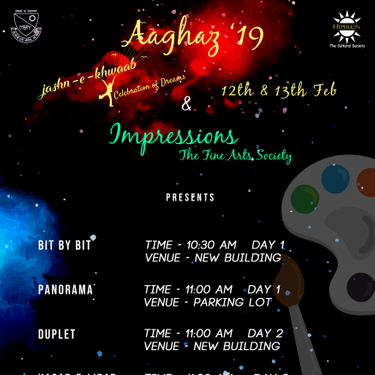 Aaghaz '19
HYPERION
The Cultural Society
jashn-e-khwaab
'Celebration of Dreams'
12th & 13th Feb
&
Impressions
The Fine Arts Society
PRESENTS
BIT BY BIT TIME - 10:30 AM DAY 1
VENUE - NEW BUILDING
PANORAMA TIME - 11:00 AM DAY 1
VENUE - PARKING LOT
DUPLET TIME - 11:00 AM DAY 2
VENUE - NEW BUILDING